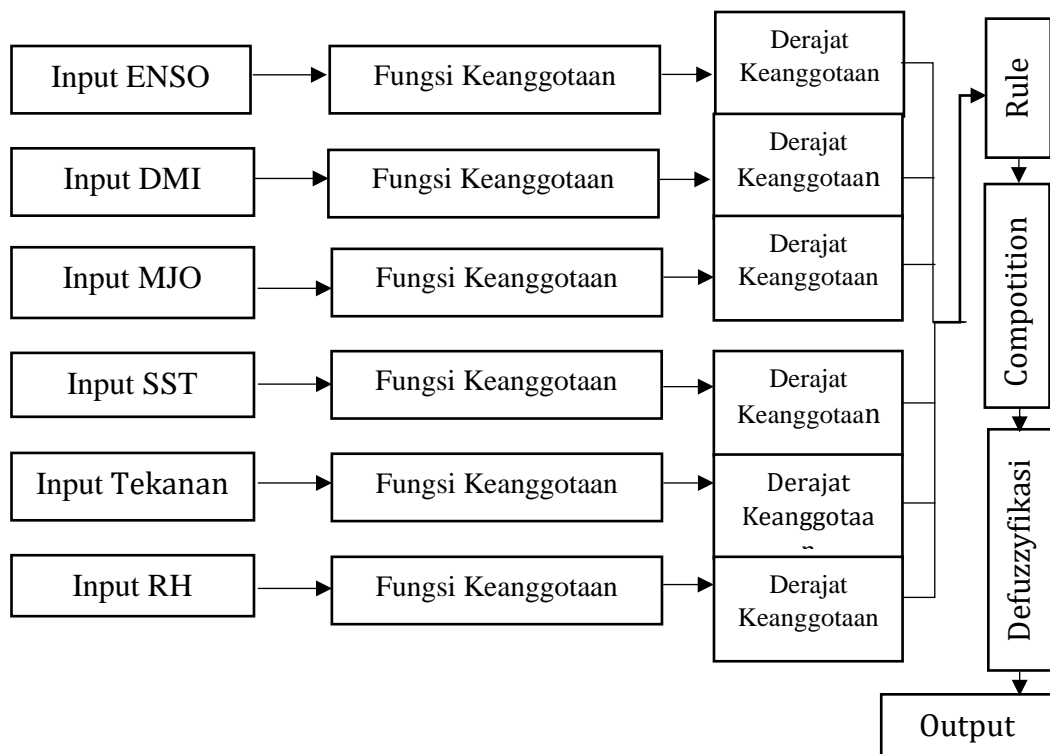 Input ENSO
Fungsi Keanggotaan
Derajat
Keanggotaan
Input DMI
Fungsi Keanggotaan
Derajat
Keanggotaan
Input MJO
Fungsi Keanggotaan
Derajat
Keanggotaan
Input SST
Fungsi Keanggotaan
Derajat
Keanggotaan
Input Tekanan
Fungsi Keanggotaan
Derajat
Keanggotaa
n
Input RH
Fungsi Keanggotaan
Derajat
Keanggotaan
Rule
Compotition
Defuzzyfikasi
Output